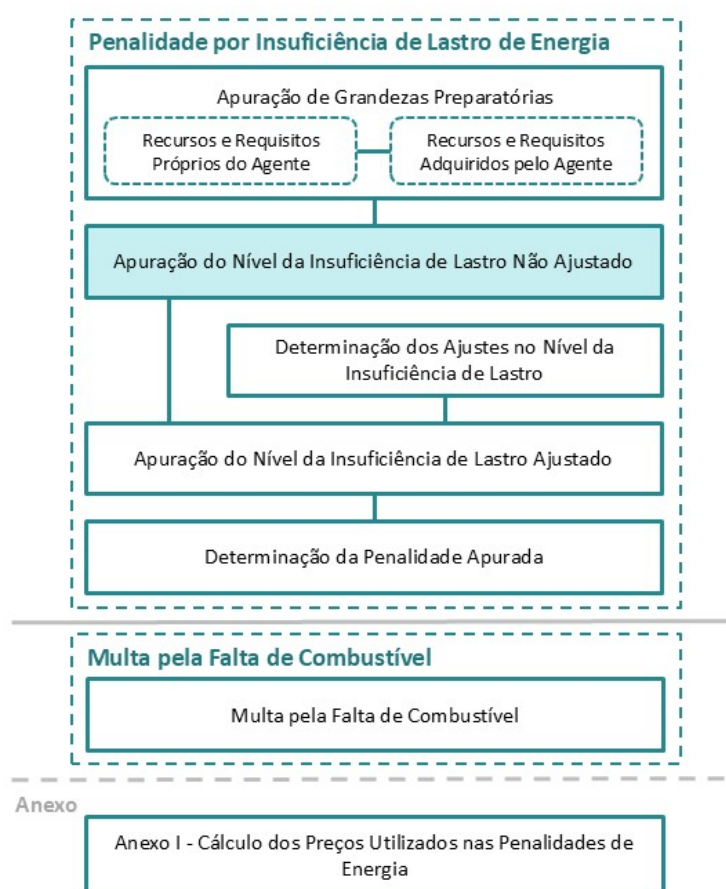 Penalidade por Insuficiência de Lastro de Energia
Apuração de Grandezas Preparatórias
Recursos e Requisitos
Próprios do Agente
Recursos e Requisitos
Adquiridos pelo Agente
Apuração do Nível da Insuficiência de Lastro Não Ajustado
Determinação dos Ajustes no Nível da
Insuficiência de Lastro
Apuração do Nível da Insuficiência de Lastro Ajustado
Determinação da Penalidade Apurada
Multa pela Falta de Combustível
Multa pela Falta de Combustível
Anexo
Anexo I - Cálculo dos Preços Utilizados nas Penalidades de
Energia